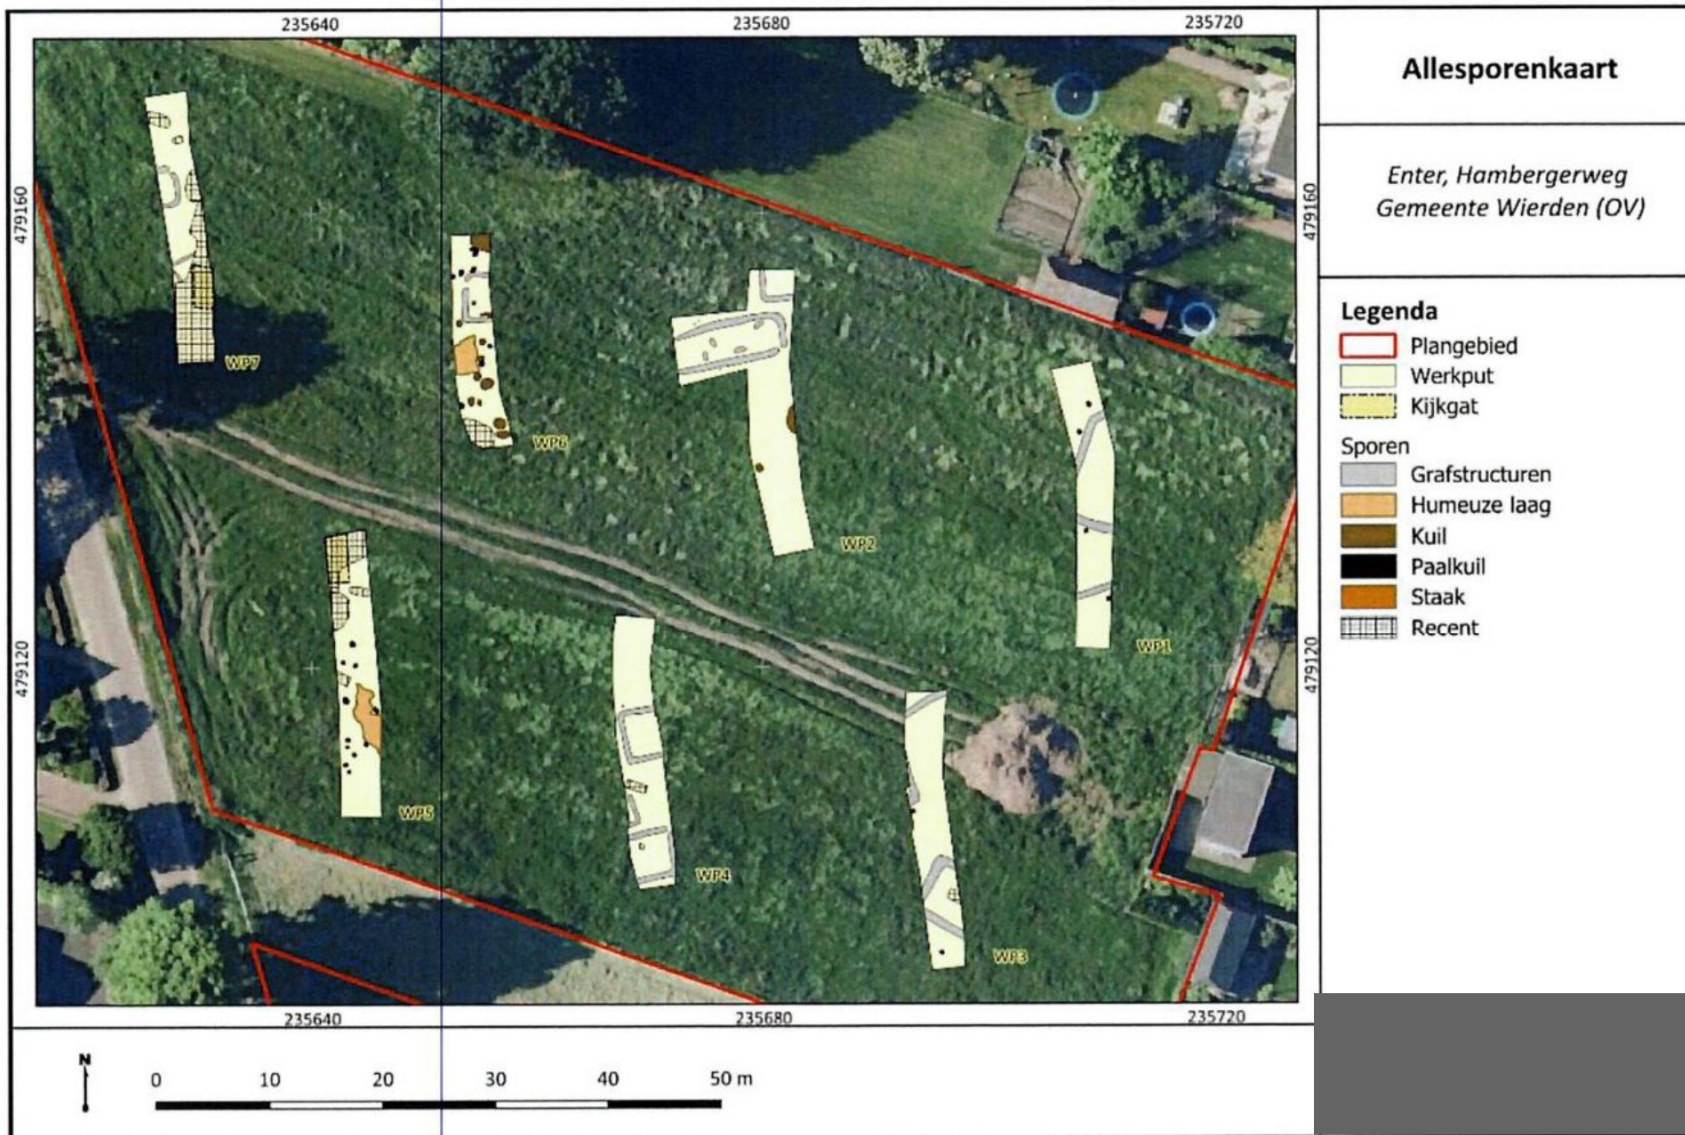 235640 235680 235720
Allesporenkaart
Enter, Hambergerweg
Gemeente Wierden (OV)
479160 479160
Legenda
Plangebied
Werkput
Kijkgat
Sporen
Grafstructuren
Humeuze laag
Kuil
Paalkuil
Staak
Recent
WP7
WP6
WP2
WP1
479120 479120
WP5
WP4
WP3
235640 235680 235720
N
0 10 20 30 40 50 m